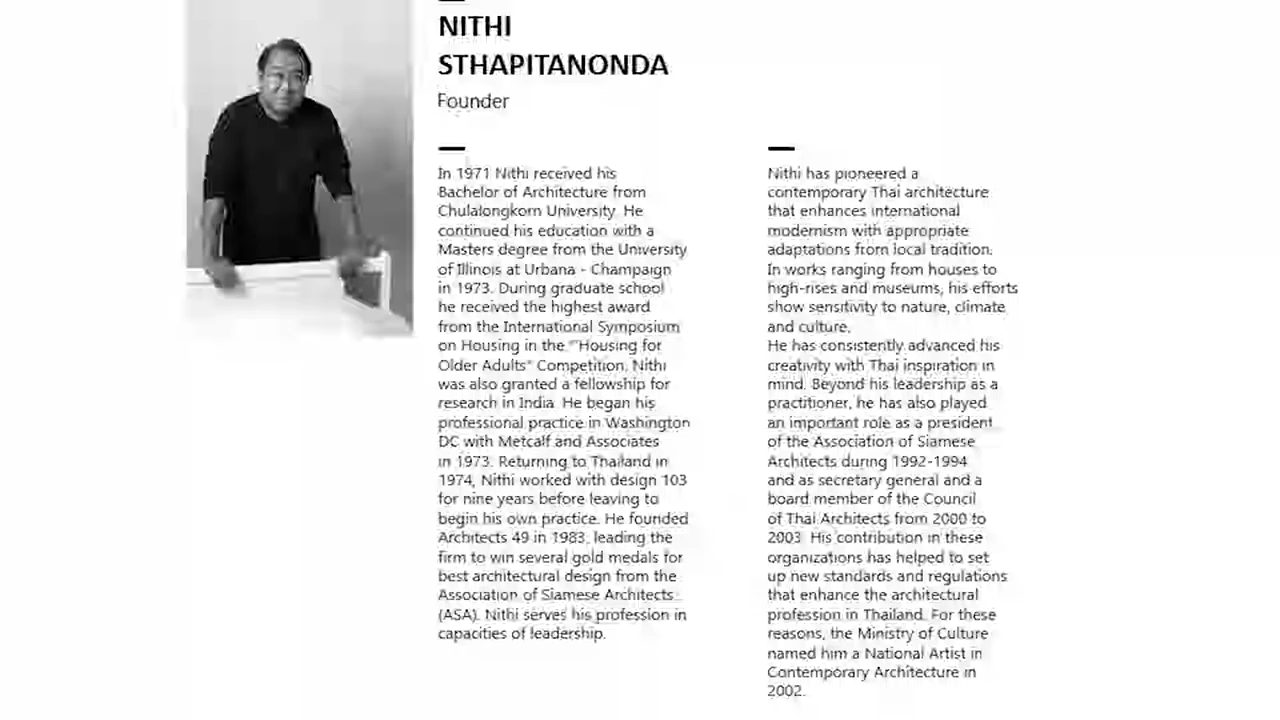 NITHI
STHAPITANONDA
Founder
In 1971 Nithi received his
Bachelor of Architecture from
Chulalongkorn University. He
continued his education with a
Masters degree from the University
of Illinois at Urbana - Champaign
in 1973. During graduate school
he received the highest award
from the International Symposium
on Housing in the "“Housing for
Older Adults" Competition. Nithi
was also granted a fellowship for
research in India. He began his
professional practice in Washington
DC with Metcalf and Associates
in 1973. Returning to Thailand in
1974, Nithi worked with design 103
for nine years before leaving to
begin his own practice. He founded
Architects 49 in 1983, leading the
firm to win several gold medals for
best architectural design from the
Association of Siamese Architects
(ASA). Nithi serves his profession in
capacities of leadership.
Nithi has pioneered a
contemporary Thai architecture
that enhances international
modernism with appropriate
adaptations from local tradition.
In works ranging from houses to
high-rises and museums, his efforts
show sensitivity to nature, climate
and culture.
He has consistently advanced his
creativity with Thai inspiration in
mind. Beyond his leadership as a
practitioner, he has also played
an important role as a president
of the Association of Siamese
Architects during 1992-1994
and as secretary general and a
board member of the Council
of Thai Architects from 2000 to
2003. His contribution in these
organizations has helped to set
up new standards and regulations
that enhance the architectural
profession in Thailand. For these
reasons, the Ministry of Culture
named him a National Artist in
Contemporary Architecture in
2002.